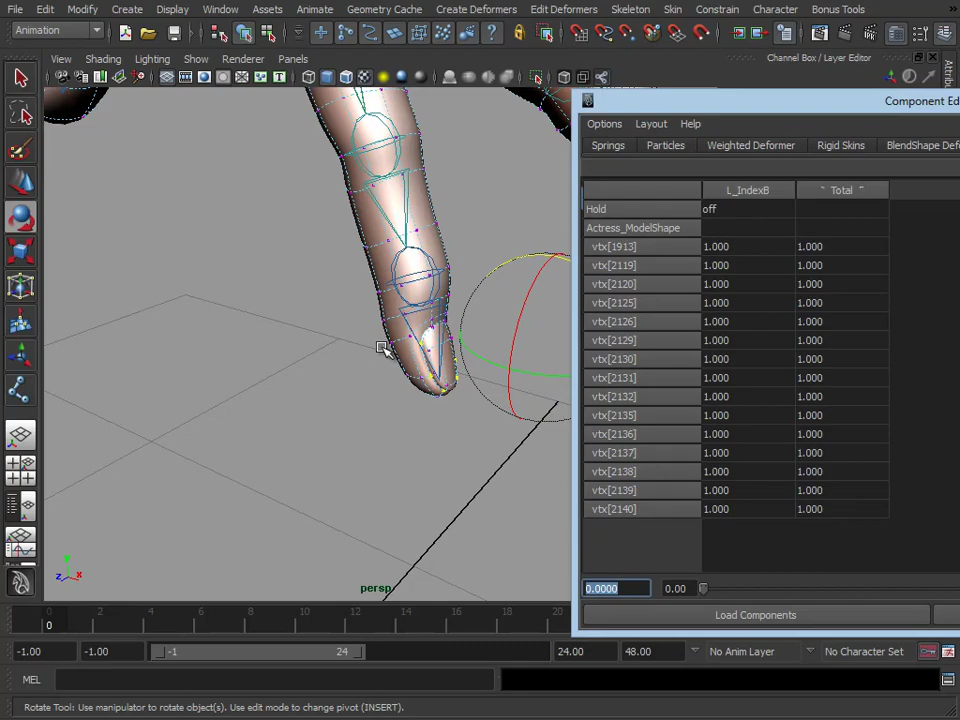 File Edit Modify Create Display Window Assets Animate Geometry Cache Create Deformers Edit Deformers Skeleton Skin Constrain Character Bonus Tools
Animation
View Shading Lighting Show Renderer Panels
Channel Box / Layer Editor
Component Ed
Options Layout Help
Springs Particles Weighted Deformer Rigid Skins BlendShape Def
L_IndexB Total
Hold off
Actress_ModelShape
vtx[1913] 1.000 1.000
vtx[2119] 1.000 1.000
vtx[2120] 1.000 1.000
vtx[2125] 1.000 1.000
vtx[2126] 1.000 1.000
vtx[2129] 1.000 1.000
vtx[2130] 1.000 1.000
vtx[2131] 1.000 1.000
vtx[2132] 1.000 1.000
vtx[2135] 1.000 1.000
vtx[2136] 1.000 1.000
vtx[2137] 1.000 1.000
vtx[2138] 1.000 1.000
vtx[2139] 1.000 1.000
vtx[2140] 1.000 1.000
y
z x
persp
0.0000 0.00
Load Components
0 2 4 6 8 10 12 14 16 18 20
0
-1.00 -1.00 -1 24 24.00 48.00 No Anim Layer No Character Set
MEL
Rotate Tool: Use manipulator to rotate object(s). Use edit mode to change pivot (INSERT).